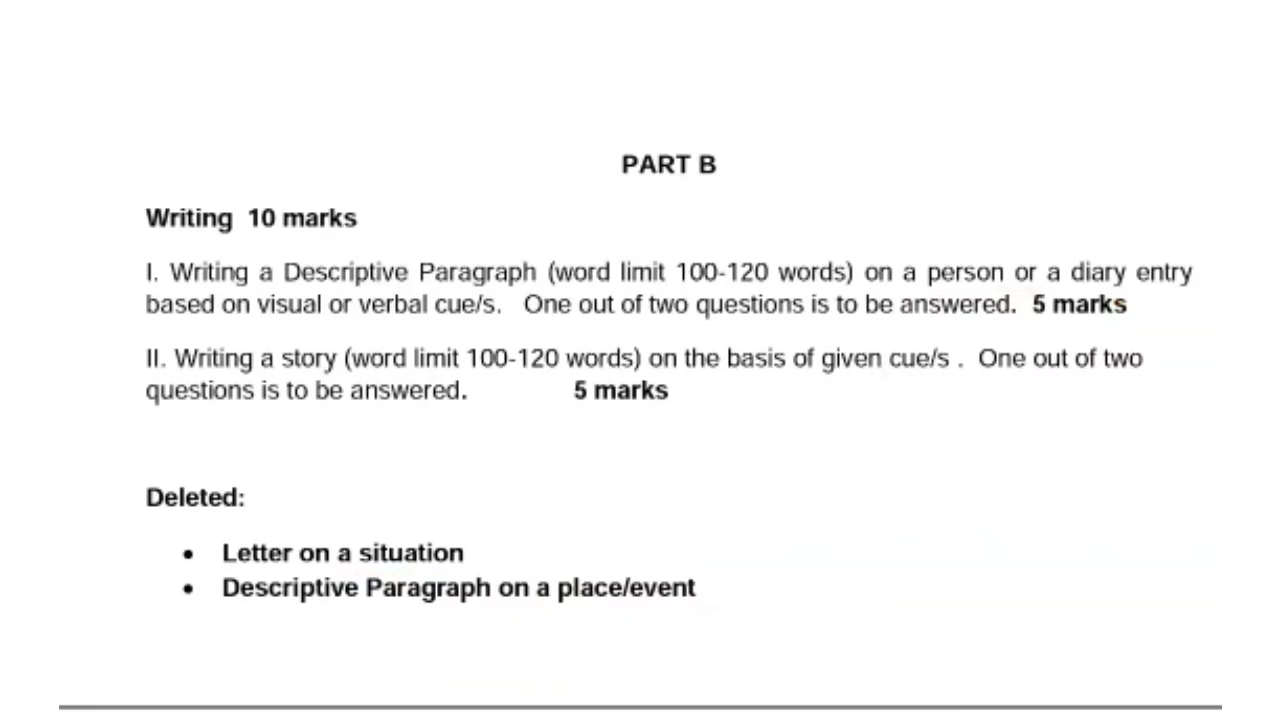 PART B
Writing 10 marks
I. Writing a Descriptive Paragraph (word limit 100-120 words) on a person or a diary entry
based on visual or verbal cue/s. One out of two questions is to be answered. 5 marks
II. Writing a story (word limit 100-120 words) on the basis of given cue/s . One out of two
questions is to be answered. 5 marks
Deleted:
• Letter on a situation
• Descriptive Paragraph on a place/event